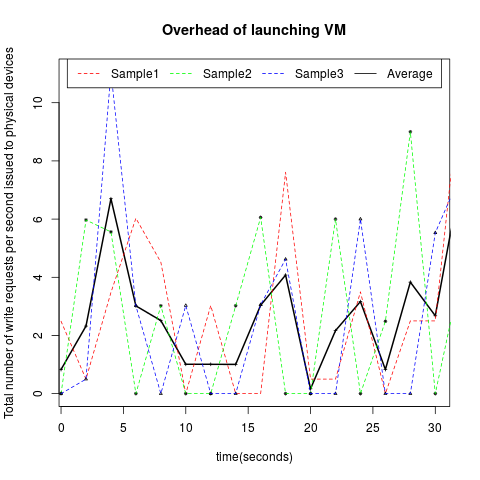 Overhead of launching VM
Total number of write requests per second issued to physical devices
Sample1 Sample2 Sample3 Average
10
8
6
4
2
0
0 5 10 15 20 25 30
time(seconds)